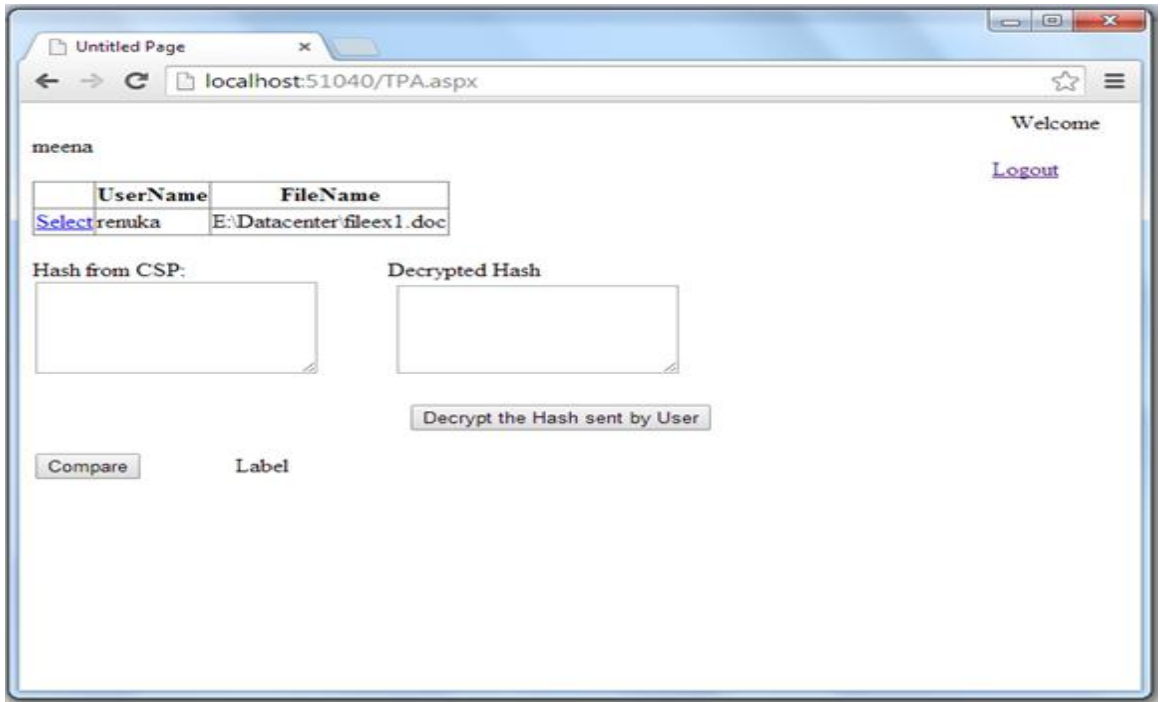 Untitled Page
localhost:51040/TPA.aspx
Welcome
meena
Logout
UserName FileName
Select renuka E:\Datacenter\fileex1.doc
Hash from CSP: Decrypted Hash
Decrypt the Hash sent by User
Compare Label